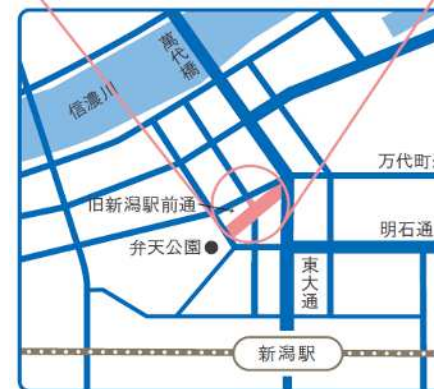 萬代橋
信濃川
万代町
旧新潟駅前通
明石通
弁天公園
東大通
新潟駅